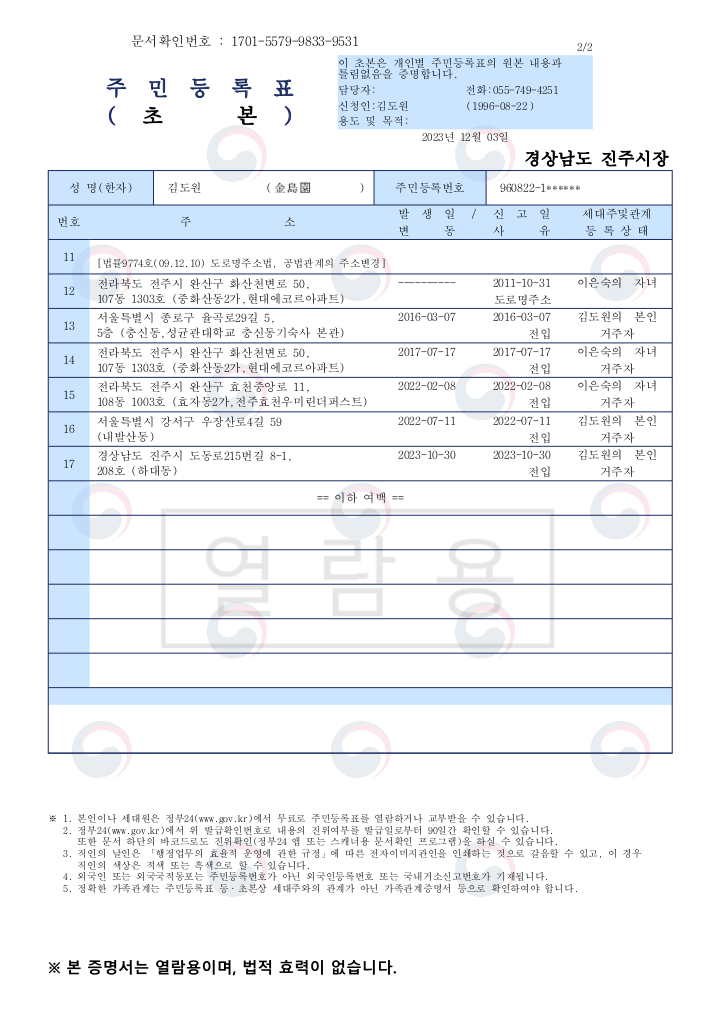 문서확인번호 : 1701-5579-9833-9531
2/2
주 민 등 록 표
( 초 본 )
이 초본은 개인별 주민등록표의 원본 내용과
틀림없음을 증명합니다.
담당자: 전화:055-749-4251
신청인:김도원 (1996-08-22)
용도 및 목적:
2023년 12월 03일
경상남도 진주시장
성 명(한자) 김도원 (金島園 ) 주민등록번호 960822-1******
번호 주 소 발 생 일 / 신 고 일 세대주및관계
변 동 사 유 등 록 상 태
11 [법률9774호(09.12.10) 도로명주소법, 공법관계의 주소변경]
12 전라북도 전주시 완산구 화산천변로 50, ---------- 2011-10-31 이은숙의 자녀
107동 1303호 (중화산동2가,현대에코르아파트) 도로명주소
13 서울특별시 종로구 율곡로29길 5, 2016-03-07 2016-03-07 김도원의 본인
5층 (충신동,성균관대학교 충신동기숙사 본관) 전입 거주자
14 전라북도 전주시 완산구 화산천변로 50, 2017-07-17 2017-07-17 이은숙의 자녀
107동 1303호 (중화산동2가,현대에코르아파트) 전입 거주자
15 전라북도 전주시 완산구 효천중앙로 11, 2022-02-08 2022-02-08 이은숙의 자녀
108동 1003호 (효자동2가,전주효천우미린더퍼스트) 전입 거주자
16 서울특별시 강서구 우장산로4길 59 2022-07-11 2022-07-11 김도원의 본인
(내발산동) 전입 거주자
17 경상남도 진주시 도동로215번길 8-1, 2023-10-30 2023-10-30 김도원의 본인
208호 (하대동) 전입 거주자
== 이하 여백 ==
열람용
※ 1. 본인이나 세대원은 정부24(www.gov.kr)에서 무료로 주민등록표를 열람하거나 교부받을 수 있습니다.
2. 정부24(www.gov.kr)에서 위 발급확인번호로 내용의 진위여부를 발급일로부터 90일간 확인할 수 있습니다.
또한 문서 하단의 바코드로도 진위확인(정부24 앱 또는 스캐너용 문서확인 프로그램)을 하실 수 있습니다.
3. 직인의 날인은 「행정업무의 효율적 운영에 관한 규정」에 따른 전자이미지관인을 인쇄하는 것으로 갈음할 수 있고, 이 경우
직인의 색상은 적색 또는 흑색으로 할 수 있습니다.
4. 외국인 또는 외국국적동포는 주민등록번호가 아닌 외국인등록번호 또는 국내거소신고번호가 기재됩니다.
5. 정확한 가족관계는 주민등록표 등·초본상 세대주와의 관계가 아닌 가족관계증명서 등으로 확인하여야 합니다.
※ 본 증명서는 열람용이며, 법적 효력이 없습니다.